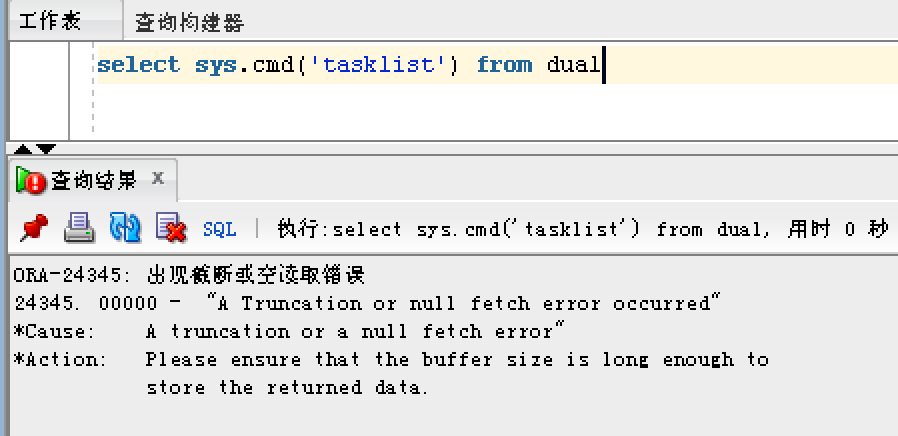 工作表 查询构建器
select sys.cmd('tasklist') from dual
查询结果 x
SQL | 执行:select sys.cmd('tasklist') from dual, 用时 0 秒
ORA-24345: 出现截断或空读取错误
24345. 00000 - "A Truncation or null fetch error occurred"
*Cause: A truncation or a null fetch error"
*Action: Please ensure that the buffer size is long enough to
store the returned data.